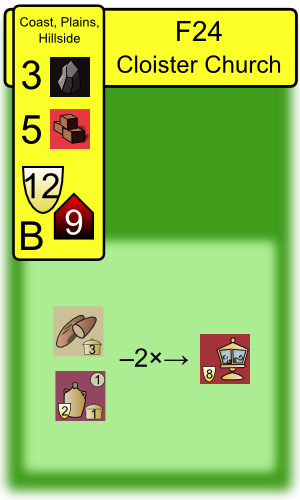 Coast, Plains,
Hillside
F24
Cloister Church
3
5
12
9
B
3
–2×→
8
1
2
1